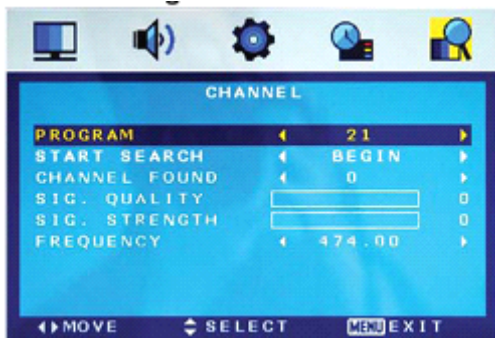 CHANNEL
PROGRAM 21
START SEARCH BEGIN
CHANNEL FOUND 0
SIG. QUALITY 0
SIG. STRENGTH 0
FREQUENCY 474.00
MOVE SELECT MENU EXIT